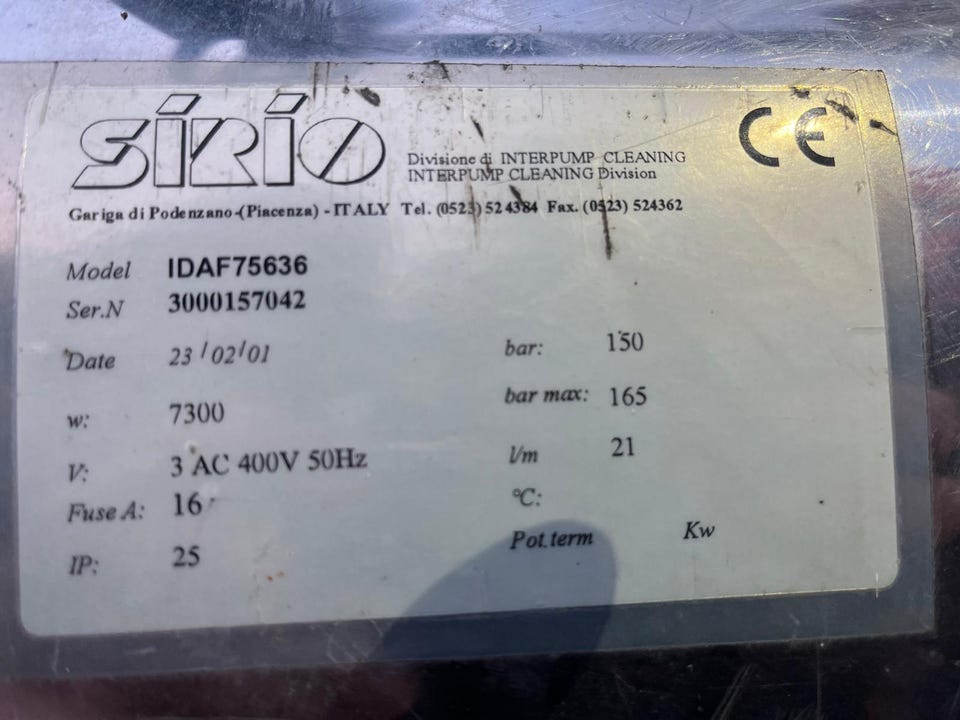 SIRIO
CE
Divisione di INTERPUMP CLEANING
INTERPUMP CLEANING Division
Gariga di Podenzano-(Piacenza) - ITALY Tel. (0523) 524384 Fax. (0523) 524362
Model IDAF75636
Ser.N 3000157042
Date 23/02/01
bar: 150
w: 7300
bar max: 165
V: 3 AC 400V 50Hz
l/m 21
Fuse A: 16
°C:
IP: 25
Pot.term Kw